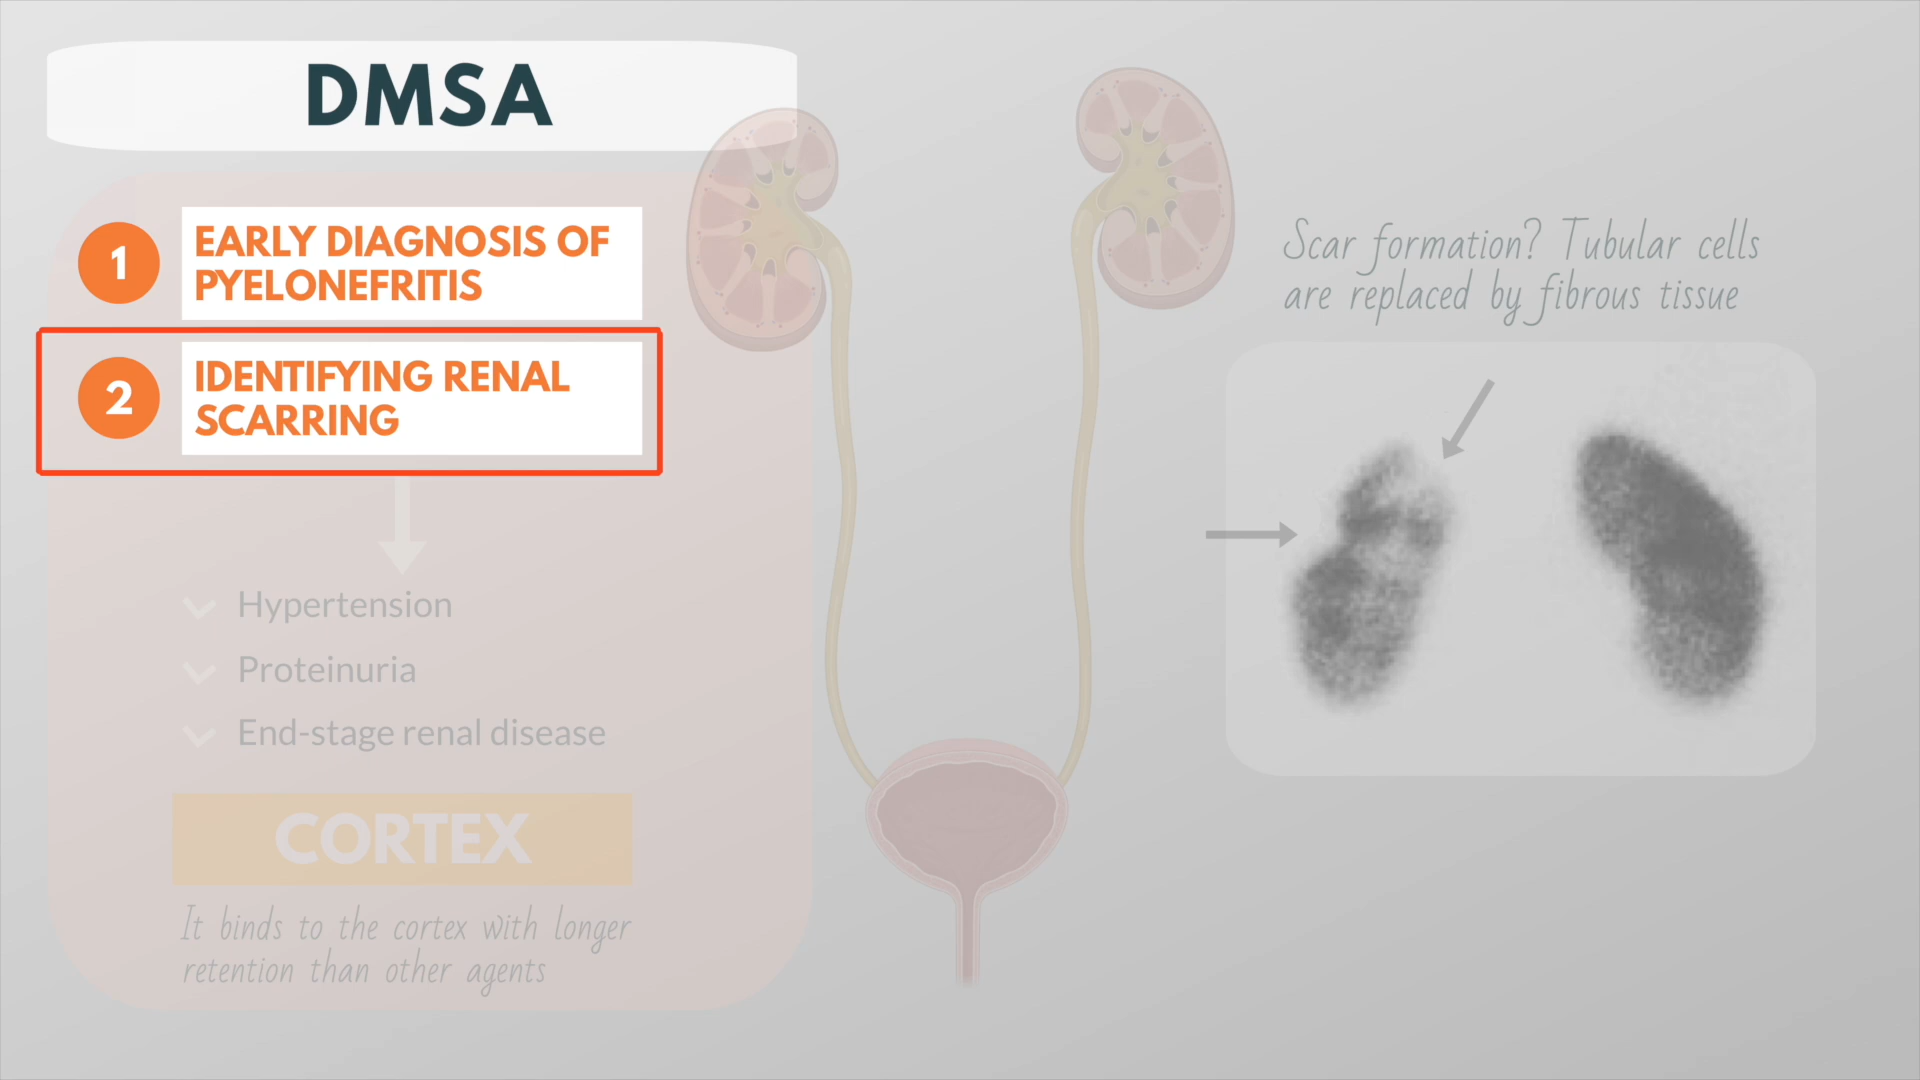 DMSA
1
EARLY DIAGNOSIS OF
PYELONEFRITIS
2
IDENTIFYING RENAL
SCARRING
Hypertension
Proteinuria
End-stage renal disease
CORTEX
It binds to the cortex with longer
retention than other agents
Scar formation? Tubular cells
are replaced by fibrous tissue